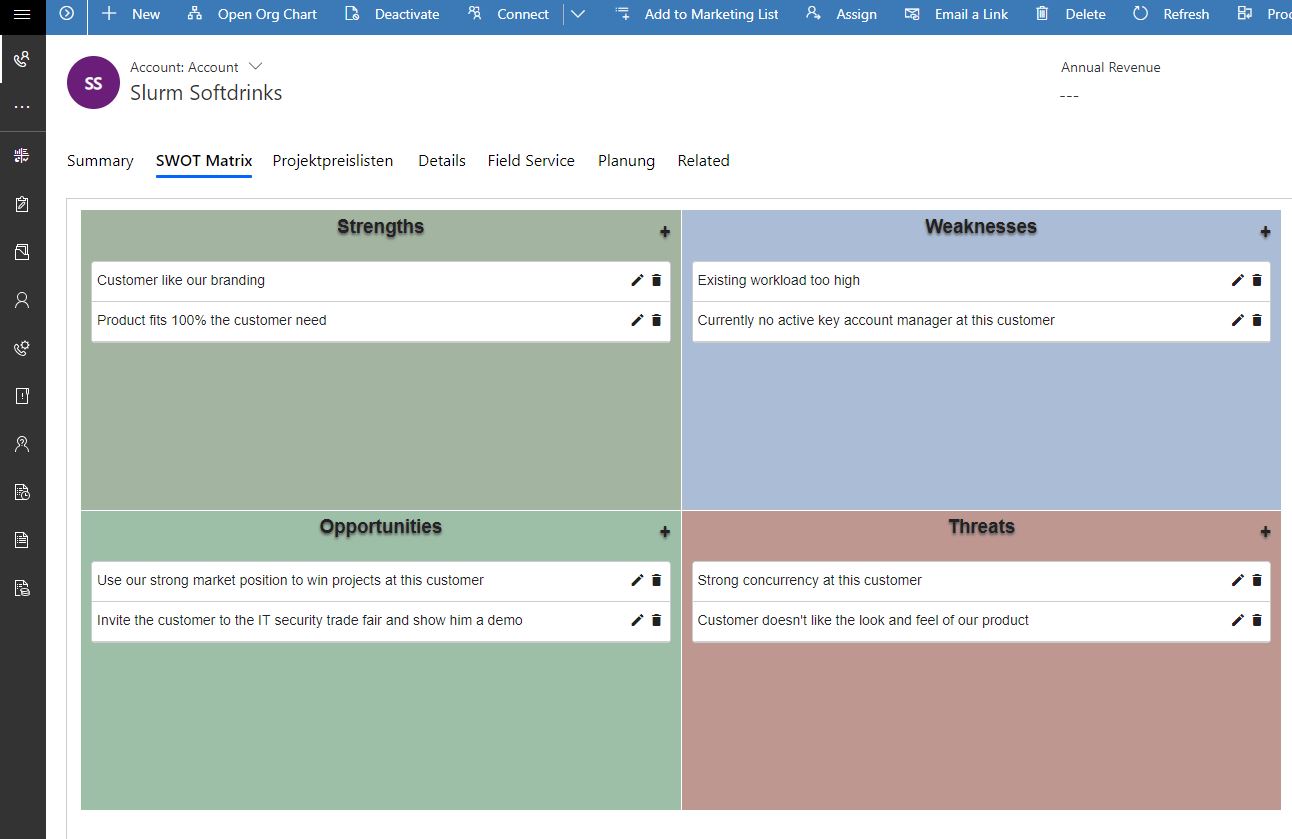 New Open Org Chart Deactivate Connect Add to Marketing List Assign Email a Link Delete Refresh
SS
Account: Account
Slurm Softdrinks
Annual Revenue
---
Summary SWOT Matrix Projektpreislisten Details Field Service Planung Related
Strengths +
Customer like our branding
Product fits 100% the customer need
Weaknesses +
Existing workload too high
Currently no active key account manager at this customer
Opportunities +
Use our strong market position to win projects at this customer
Invite the customer to the IT security trade fair and show him a demo
Threats +
Strong concurrency at this customer
Customer doesn't like the look and feel of our product